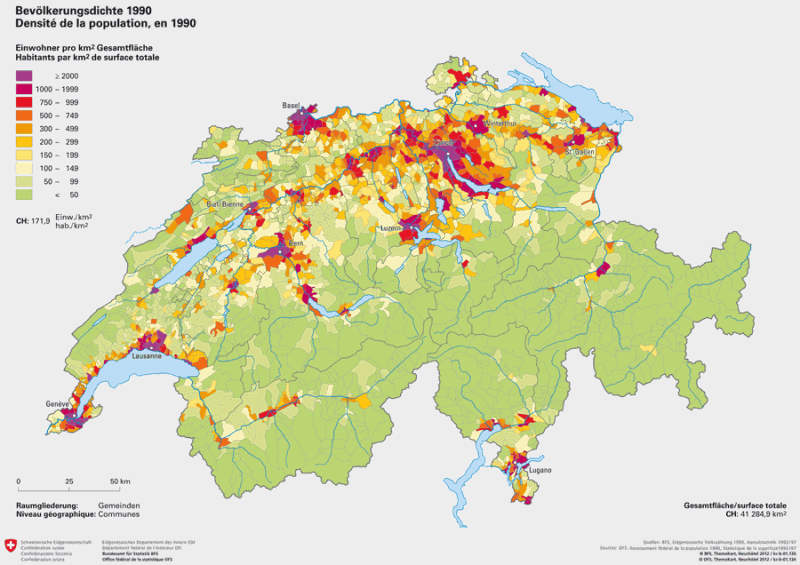 Bevölkerungsdichte 1990
Densité de la population, en 1990
Einwohner pro km² Gesamtfläche
Habitants par km² de surface totale
≥ 2000
1000 – 1999
750 – 999
500 – 749
300 – 499
200 – 299
150 – 199
100 – 149
50 – 99
< 50
CH: 171,9 Einw./km²
hab./km²
Basel
Winterthur
Zürich
St. Gallen
Biel-Bienne
Luzern
Bern
Lausanne
Genève
Lugano
0 25 50 km
Raumgliederung: Gemeinden
Niveau géographique: Communes
Gesamtfläche/surface totale
CH: 41 284,9 km²
Schweizerische Eidgenossenschaft
Confédération suisse
Confederazione Svizzera
Confederaziun svizra
Eidgenössisches Departement des Innern EDI
Département fédéral de l'intérieur DFI
Bundesamt für Statistik BFS
Office fédéral de la statistique OFS
Quellen: BFS, Eidgenössische Volkszählung 1990, Arealstatistik 1992/97
Sources: OFS, Recensement fédéral de la population 1990, Statistique de la superficie 1992/97
© BFS, ThemaKart, Neuchâtel 2012
© OFS, ThemaKart, Neuchâtel 2012